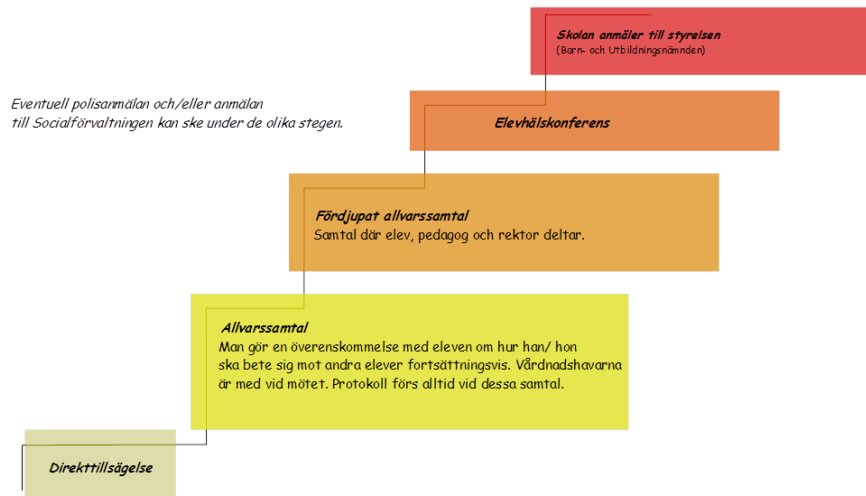 Skolan anmäler till styrelsen
(Barn- och Utbildningsnämnden)
Eventuell polisanmälan och/eller anmälan
till Socialförvaltningen kan ske under de olika stegen.
Elevhälskonferens
Fördjupat allvarssamtal
Samtal där elev, pedagog och rektor deltar.
Allvarssamtal
Man gör en överenskommelse med eleven om hur han/ hon
ska bete sig mot andra elever fortsättningsvis. Vårdnadshavarna
är med vid mötet. Protokoll förs alltid vid dessa samtal.
Direkttillsägelse